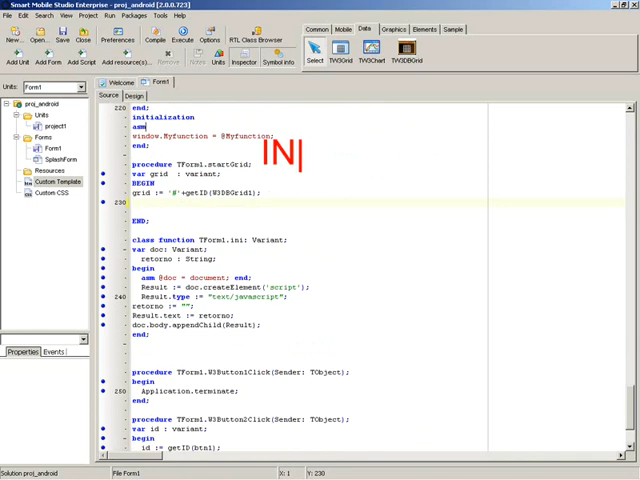 Smart Mobile Studio Enterprise - proj_android [2.0.0.723]
File Edit Search View Project Run Packages Tools Help
New... Open... Save Close Preferences Compile Execute Options RTL Class Browser
Add Unit Add Form Add Script Add resource(s)... Remove Notes Units Inspector Symbol info
Common Mobile Data Graphics Elements Sample
Select TW3Grid TW3Chart TW3DBGrid
Units: Form1
proj_android
Units
project1
Forms
Form1
SplashForm
Resources
Custom Template
Custom CSS
Properties Events
Welcome Form1
Source Design
220 end;
initialization
asm
window.Myfunction = @Myfunction;
end;
IN|
procedure TForm1.startGrid;
var grid : variant;
BEGIN
grid := '#'+getID(W3DBGrid1);
230
END;
class function TForm1.ini: Variant;
var doc: Variant;
retorno : String;
begin
asm @doc = document; end;
Result := doc.createElement('script');
240 Result.type := "text/javascript";
retorno := "";
Result.text := retorno;
doc.body.appendChild(Result);
end;
procedure TForm1.W3Button1Click(Sender: TObject);
begin
250 Application.terminate;
end;
procedure TForm1.W3Button2Click(Sender: TObject);
var id : variant;
begin
id := getID(btn1);
Solution proj_android File Form1 X: 1 Y: 230